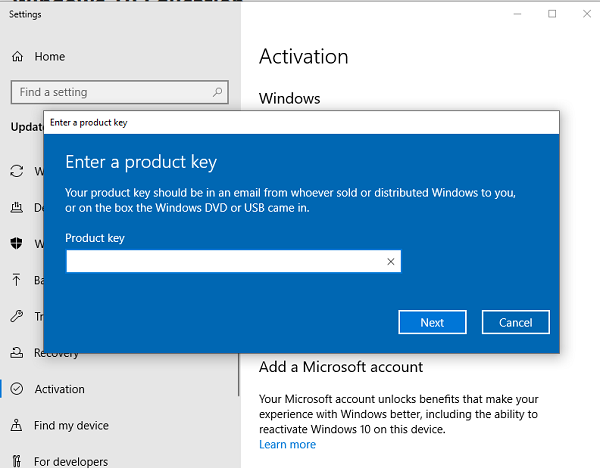 Settings
Home
Activation
Find a setting
Windows
Enter a product key
Enter a product key
Your product key should be in an email from whoever sold or distributed Windows to you,
or on the box the Windows DVD or USB came in.
Product key
Next
Cancel
Recovery
Activation
Find my device
For developers
Add a Microsoft account
Your Microsoft account unlocks benefits that make your
experience with Windows better, including the ability to
reactivate Windows 10 on this device.
Learn more